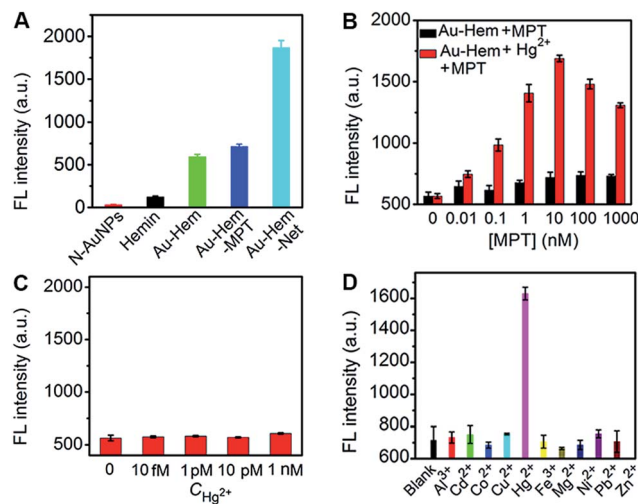 A
FL intensity (a.u.)
2000
1500
1000
500
0
N-AuNPs
Hemin
Au-Hem
Au-Hem
-MPT
Au-Hem
-Net
B
FL intensity (a.u.)
2000
1500
1000
500
Au-Hem+MPT
Au-Hem+Hg²⁺
+MPT
0 0.01 0.1 1 10 100 1000
[MPT] (nM)
C
FL intensity (a.u.)
2000
1500
1000
500
0 10 fM 1 pM 10 pM 1 nM
C Hg²⁺
D
FL intensity (a.u.)
1600
1400
1200
1000
800
600
Blank
Al³⁺
Cd²⁺
Co²⁺
Cu²⁺
Hg²⁺
Fe³⁺
Mg²⁺
Ni²⁺
Pb²⁺
Zn²⁺